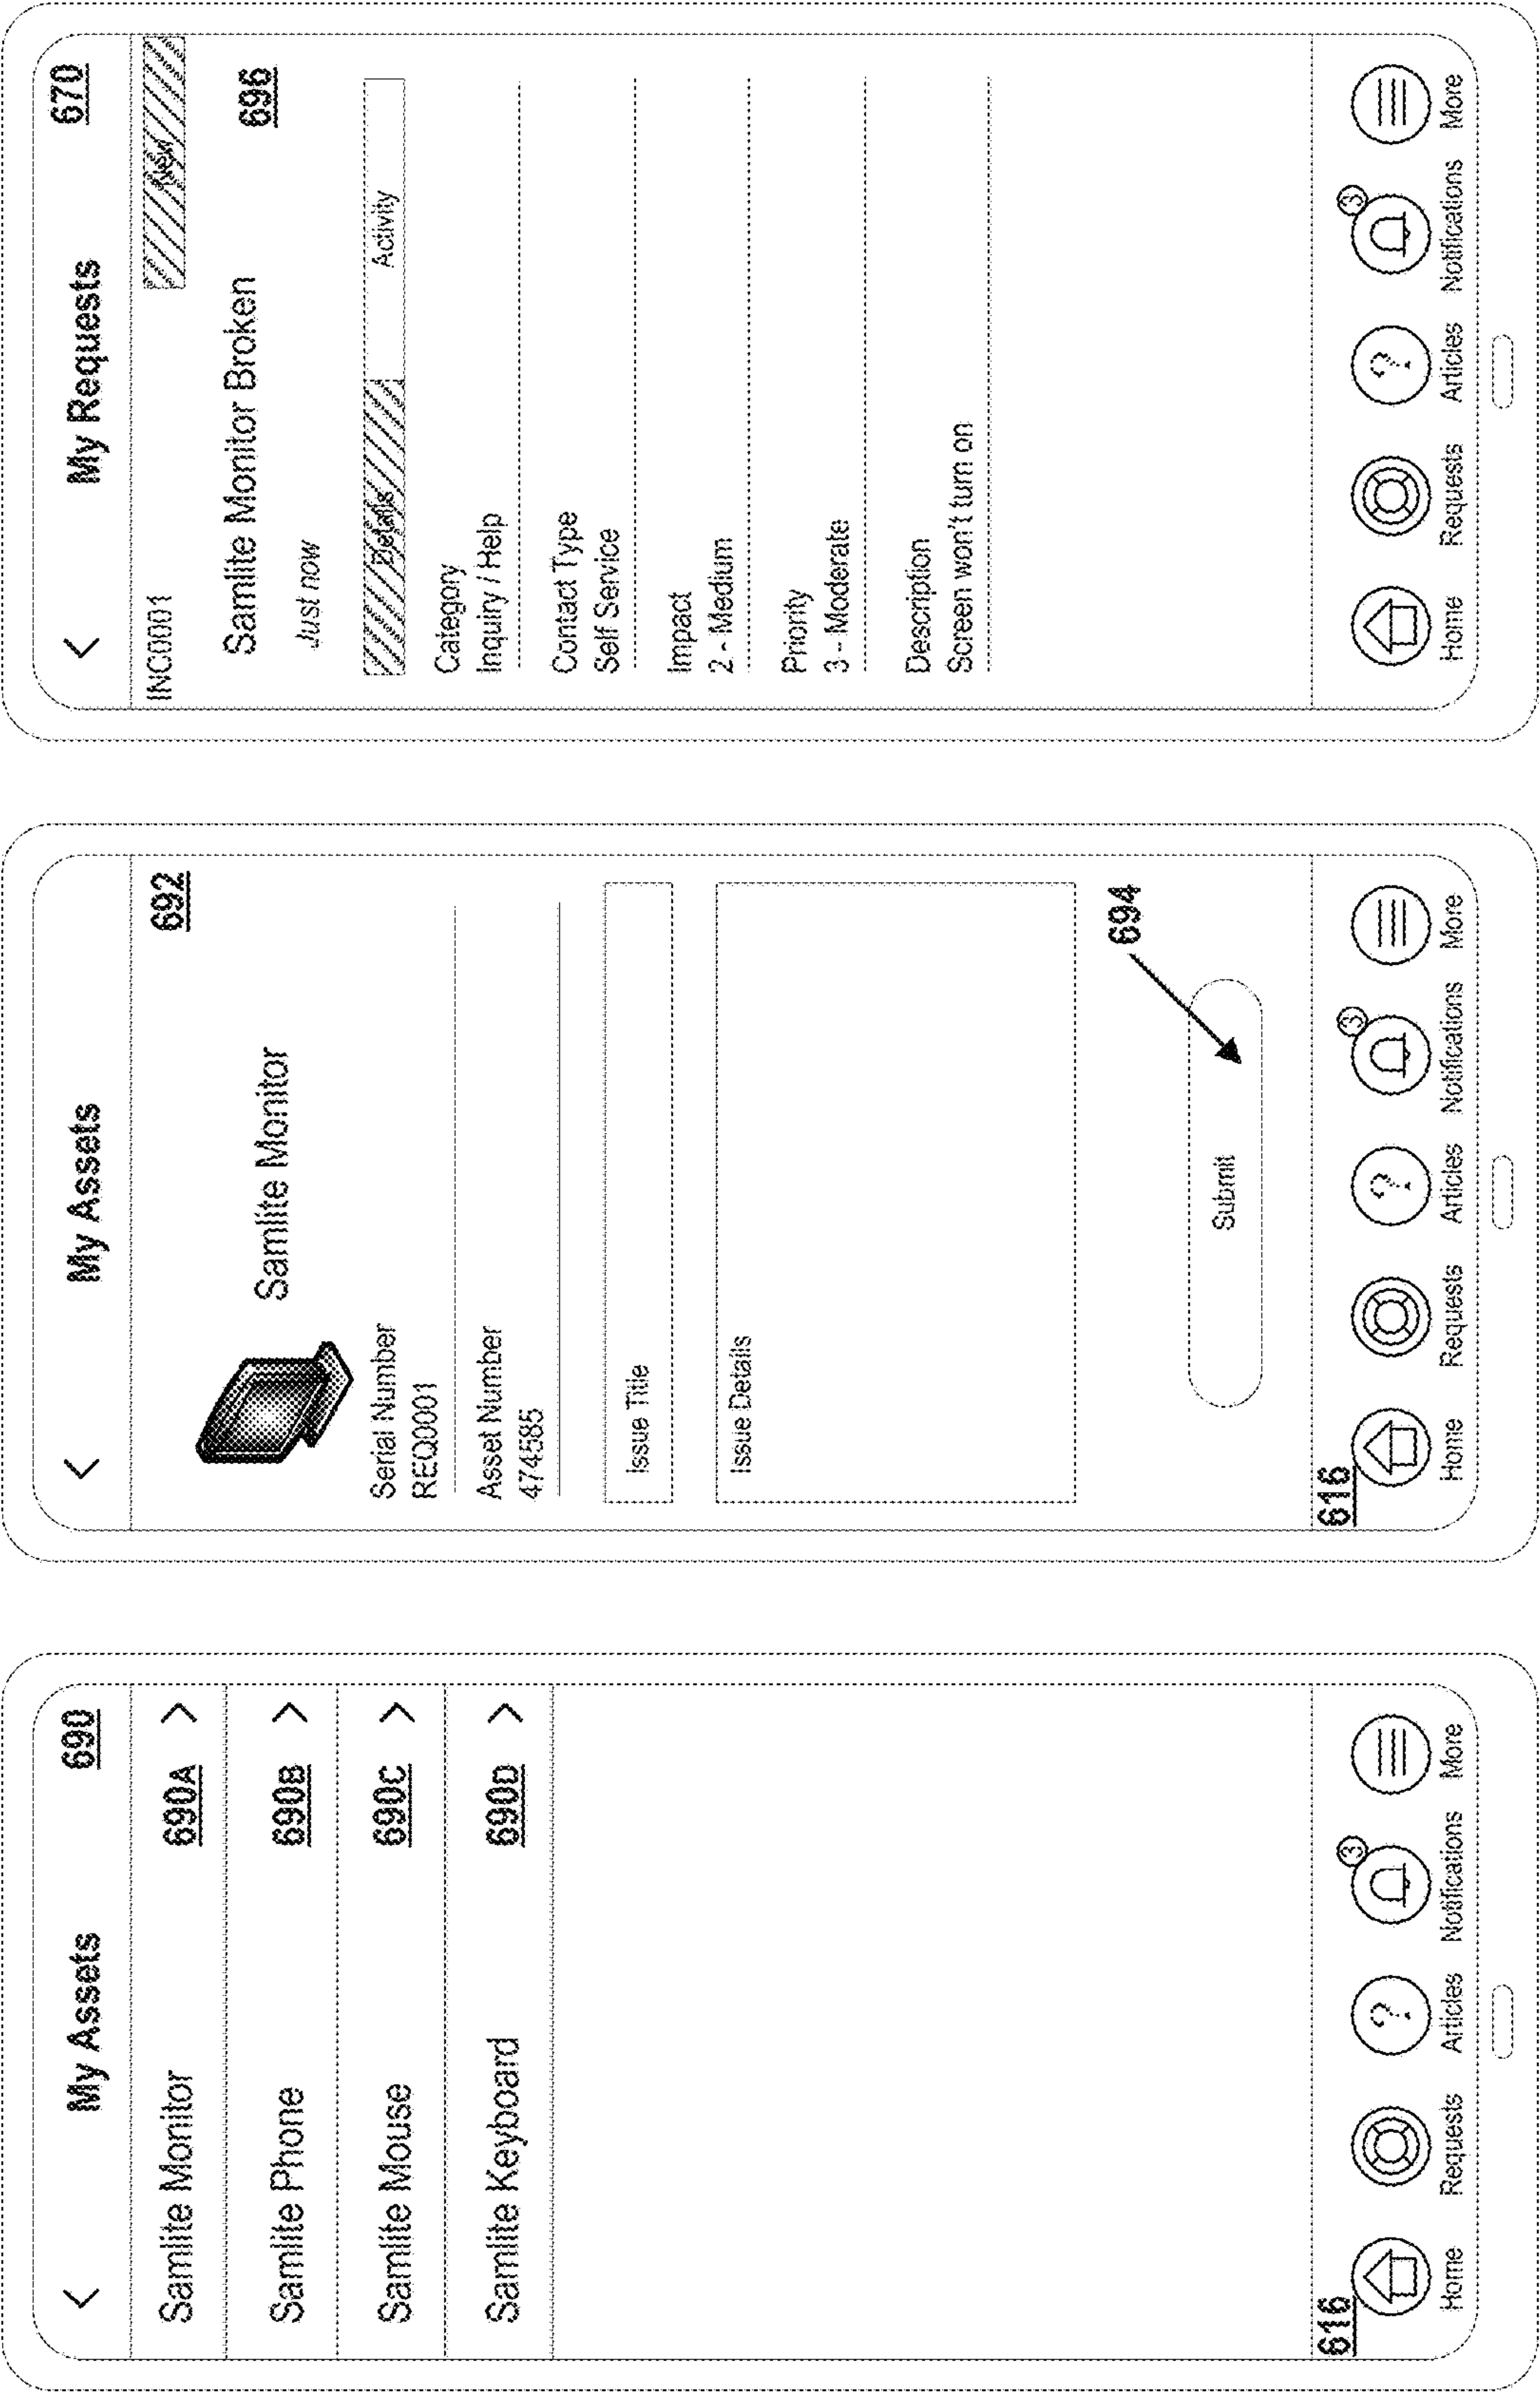 My Assets
690
Samlite Monitor
690A
Samlite Phone
690B
Samlite Mouse
690C
Samlite Keyboard
690D
616
3
?
Home
Requests
Articles
Notifications
More
My Assets
692
Samlite Monitor
Serial Number
REQ0001
Asset Number
474585
Issue Title
Issue Details
694
Submit
616
3
?
Home
Requests
Articles
Notifications
More
My Requests
670
INC0001
New
Samlite Monitor Broken
696
Just now
Details
Activity
Category
Inquiry / Help
Contact Type
Self Service
Impact
2 - Medium
Priority
3 - Moderate
Description
Screen won't turn on
3
?
Home
Requests
Articles
Notifications
More